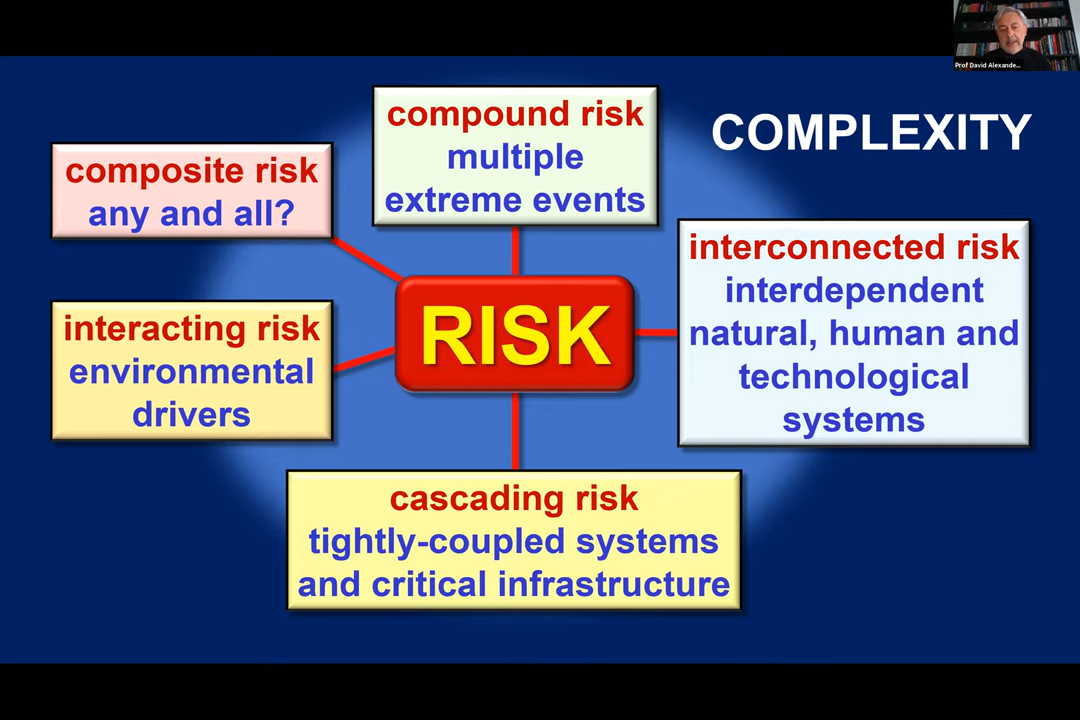 Prof David Alexande...
COMPLEXITY
compound risk
multiple
extreme events
composite risk
any and all?
interconnected risk
interdependent
natural, human and
technological
systems
RISK
interacting risk
environmental
drivers
cascading risk
tightly-coupled systems
and critical infrastructure